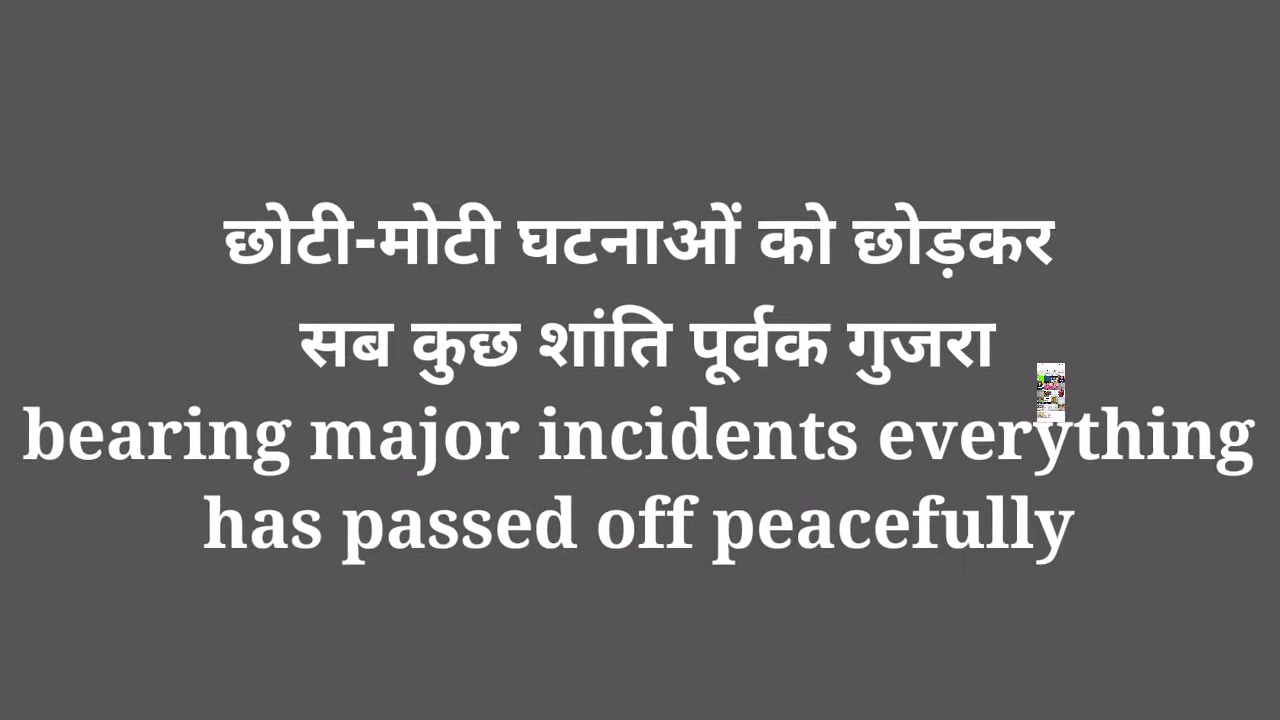 छोटी-मोटी घटनाओं को छोड़कर
सब कुछ शांति पूर्वक गुजरा
bearing major incidents everything
has passed off peacefully